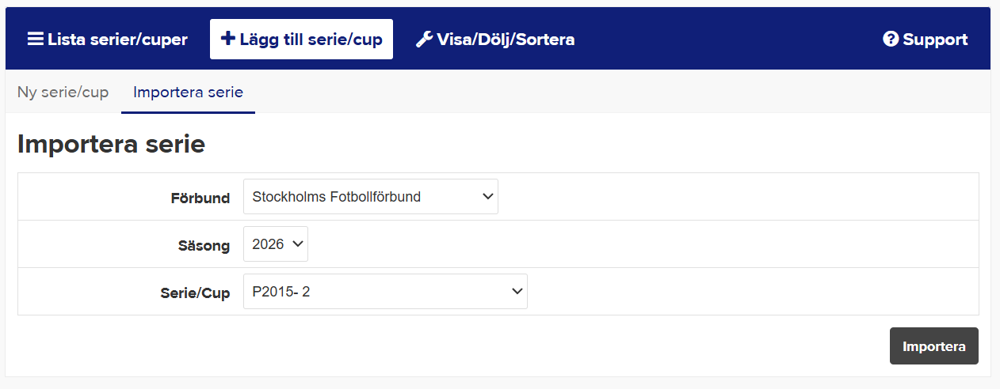 Lista serier/cuper Lägg till serie/cup Visa/Dölj/Sortera Support
Ny serie/cup Importera serie
Importera serie
Förbund Stockholms Fotbollförbund
Säsong 2026
Serie/Cup P2015- 2
Importera